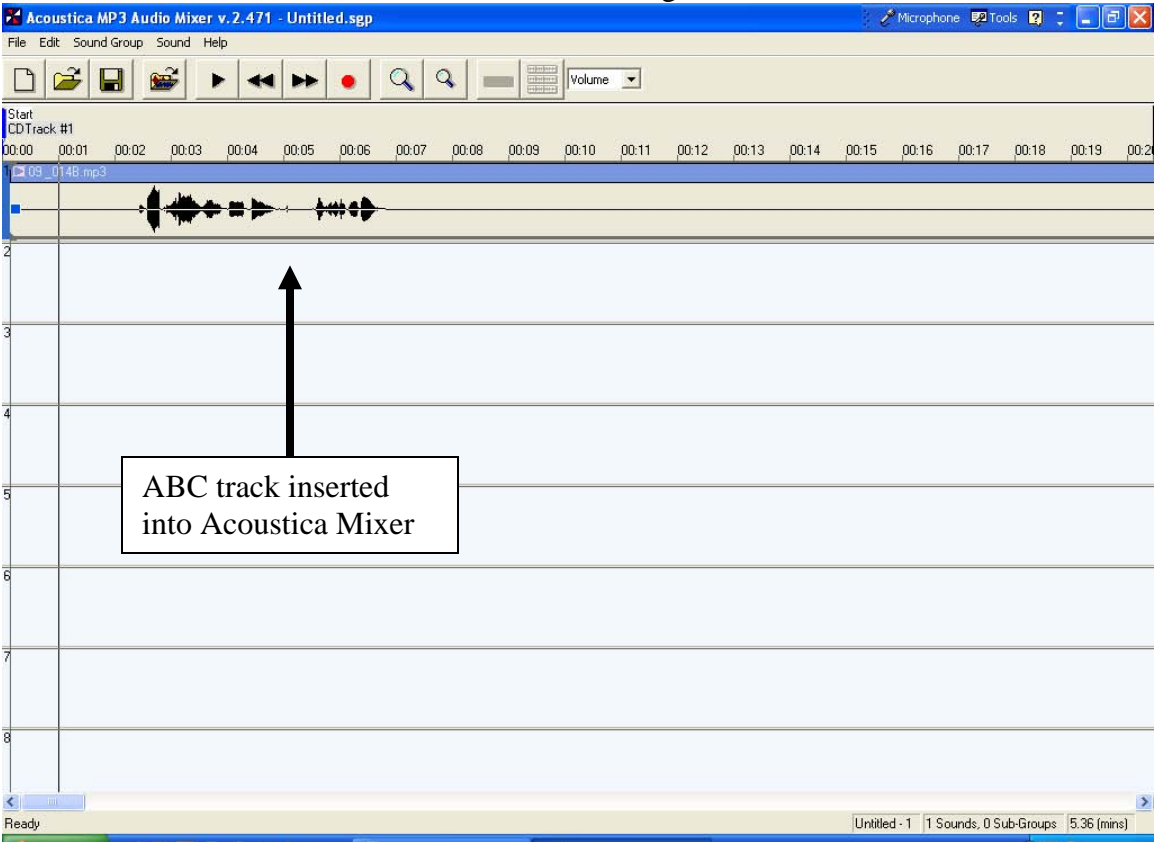 Acoustica MP3 Audio Mixer v.2.471 - Untitled.sgp Microphone Tools
File Edit Sound Group Sound Help
Volume
Start
CDTrack #1
00:00 00:01 00:02 00:03 00:04 00:05 00:06 00:07 00:08 00:09 00:10 00:11 00:12 00:13 00:14 00:15 00:16 00:17 00:18 00:19
1 09_014B.mp3
2
3
4
ABC track inserted
into Acoustica Mixer
5
6
7
8
Ready Untitled - 1 1 Sounds, 0 Sub-Groups 5.36 (mins)